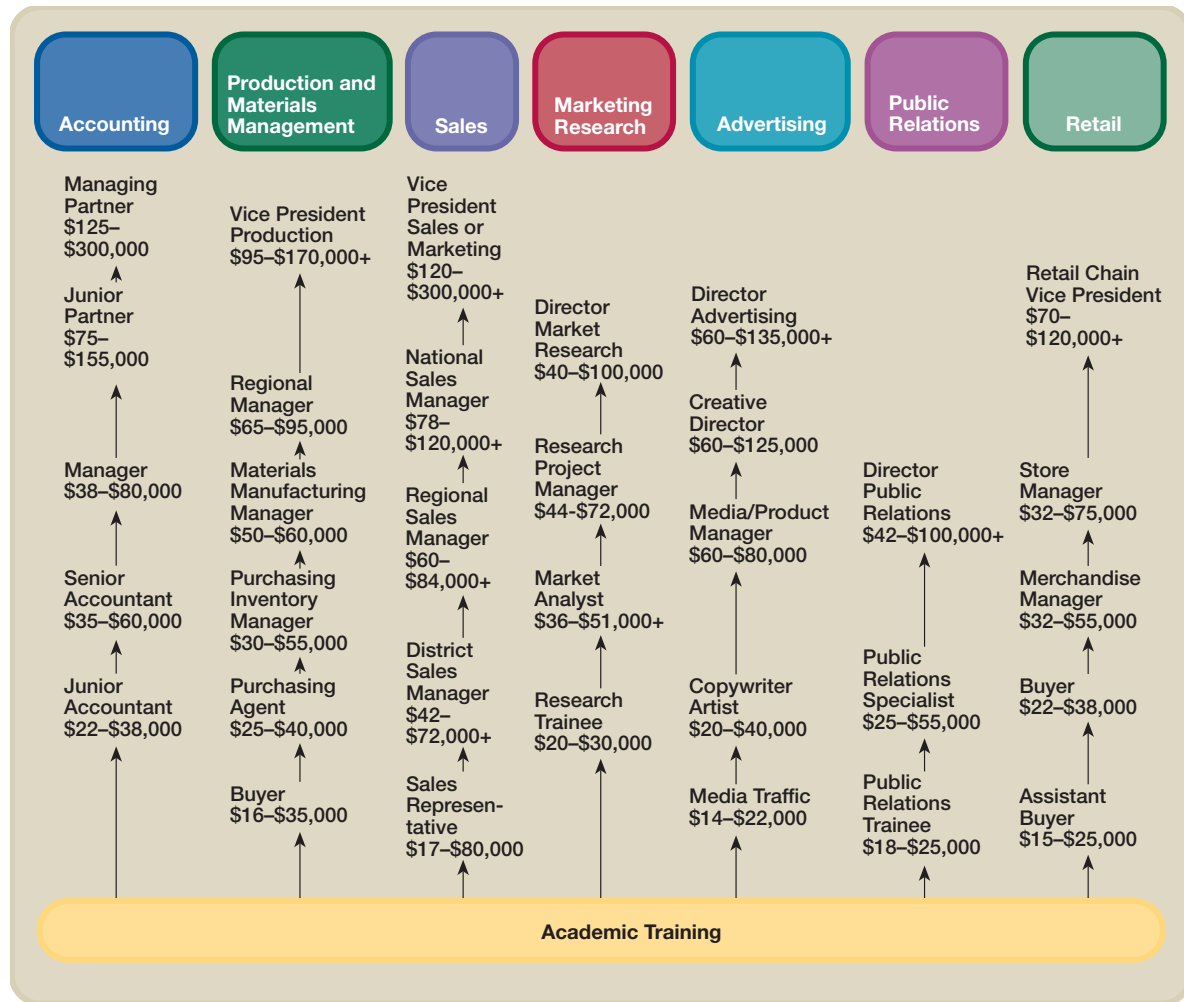 Accounting
Production and
Materials
Management
Sales
Marketing
Research
Advertising
Public
Relations
Retail
Managing
Partner
$125–
$300,000
Junior
Partner
$75–
$155,000
Manager
$38–$80,000
Senior
Accountant
$35–$60,000
Junior
Accountant
$22–$38,000
Vice President
Production
$95–$170,000+
Regional
Manager
$65–$95,000
Materials
Manufacturing
Manager
$50–$60,000
Purchasing
Inventory
Manager
$30–$55,000
Purchasing
Agent
$25–$40,000
Buyer
$16–$35,000
Vice
President
Sales or
Marketing
$120–
$300,000+
National
Sales
Manager
$78–
$120,000+
Regional
Sales
Manager
$60–
$84,000+
District
Sales
Manager
$42–
$72,000+
Sales
Represen-
tative
$17–$80,000
Director
Market
Research
$40–$100,000
Research
Project
Manager
$44-$72,000
Market
Analyst
$36–$51,000+
Research
Trainee
$20–$30,000
Director
Advertising
$60–$135,000+
Creative
Director
$60–$125,000
Media/Product
Manager
$60–$80,000
Copywriter
Artist
$20–$40,000
Media Traffic
$14–$22,000
Director
Public
Relations
$42–$100,000+
Public
Relations
Specialist
$25–$55,000
Public
Relations
Trainee
$18–$25,000
Retail Chain
Vice President
$70–
$120,000+
Store
Manager
$32–$75,000
Merchandise
Manager
$32–$55,000
Buyer
$22–$38,000
Assistant
Buyer
$15–$25,000
Academic Training